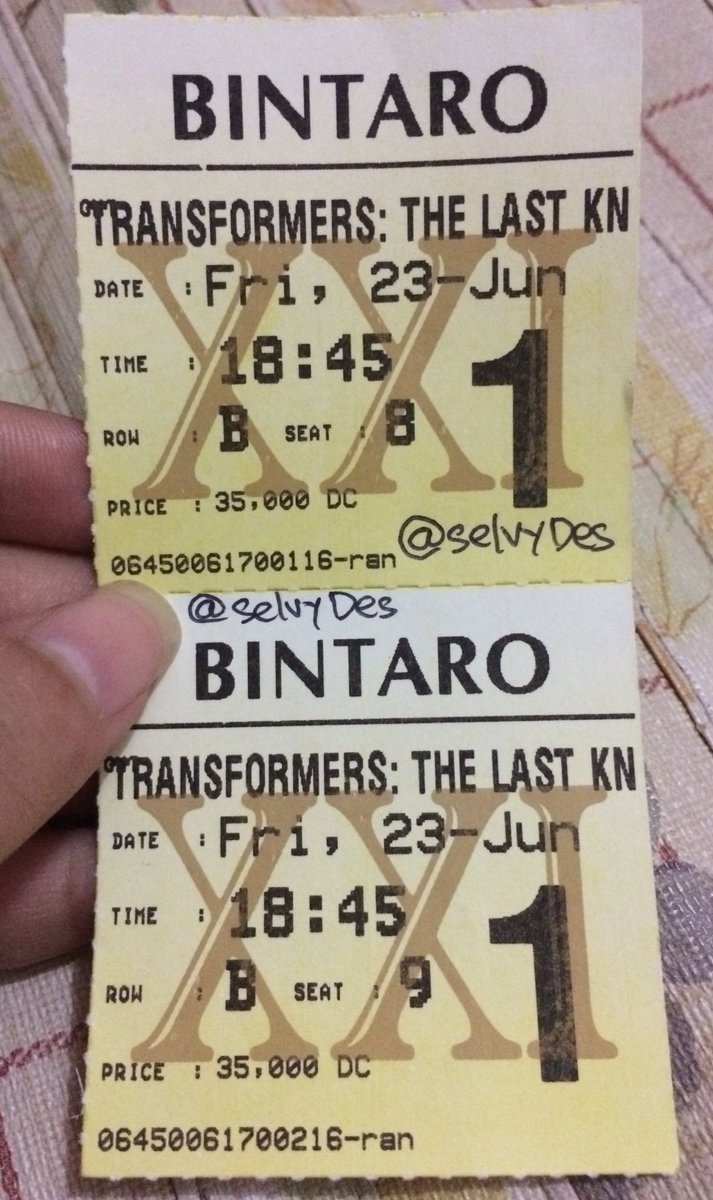 BINTARO
TRANSFORMERS: THE LAST KN
DATE : Fri, 23-Jun
TIME : 18:45
ROW : B SEAT : 8
XXI
1
PRICE : 35,000 DC
@selvyDes
06450061700116-ran
@selvyDes
BINTARO
TRANSFORMERS: THE LAST KN
DATE : Fri, 23-Jun
TIME : 18:45
ROW : B SEAT : 9
XXI
1
PRICE : 35,000 DC
06450061700216-ran